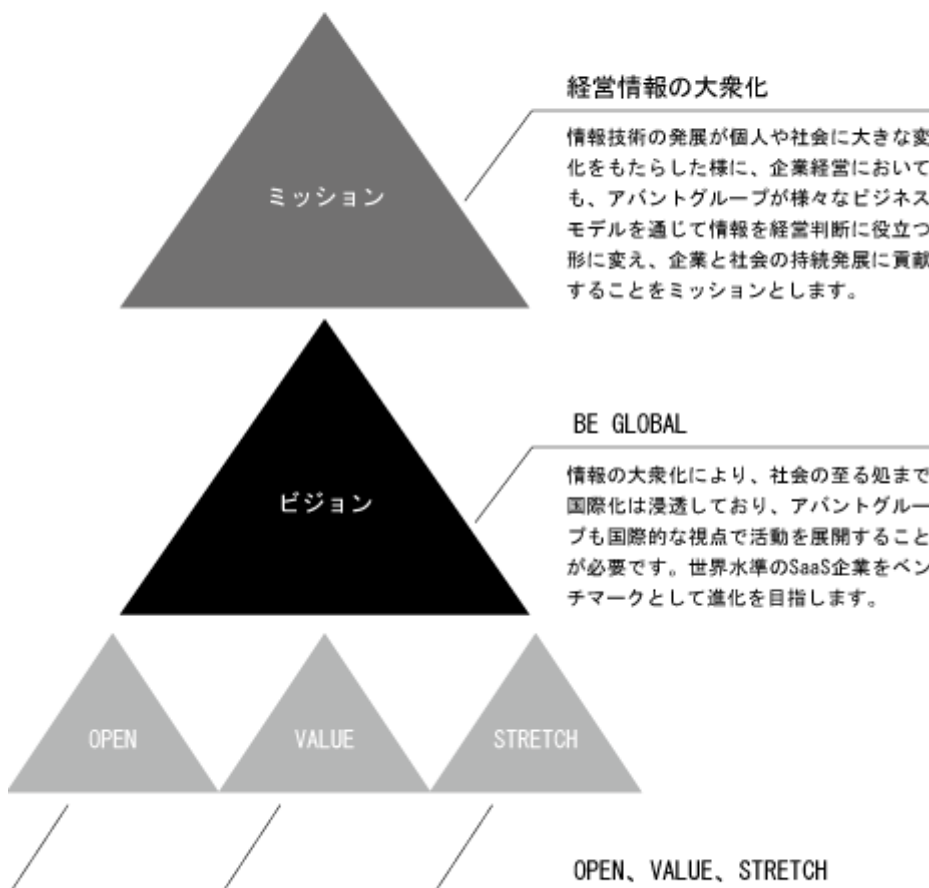 経営情報の大衆化
情報技術の発展が個人や社会に大きな変
化をもたらした様に、企業経営において
も、アバントグループが様々なビジネス
モデルを通じて情報を経営判断に役立つ
形に変え、企業と社会の持続発展に貢献
することをミッションとします。
ミッション
BE GLOBAL
情報の大衆化により、社会の至る処まで
国際化は浸透しており、アバントグルー
プも国際的な視点で活動を展開すること
が必要です。世界水準のSaaS企業をベン
チマークとして進化を目指します。
ビジョン
OPEN
VALUE
STRETCH
OPEN、VALUE、STRETCH